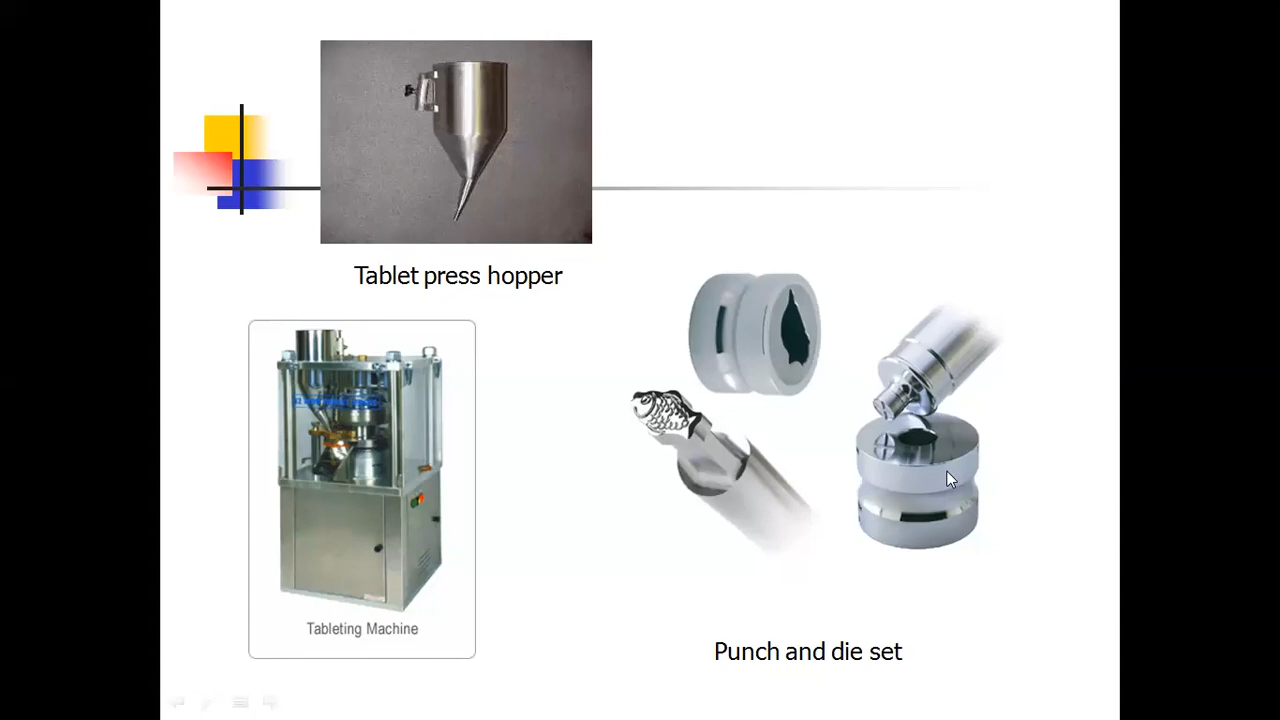 Tablet press hopper
Tableting Machine
Punch and die set